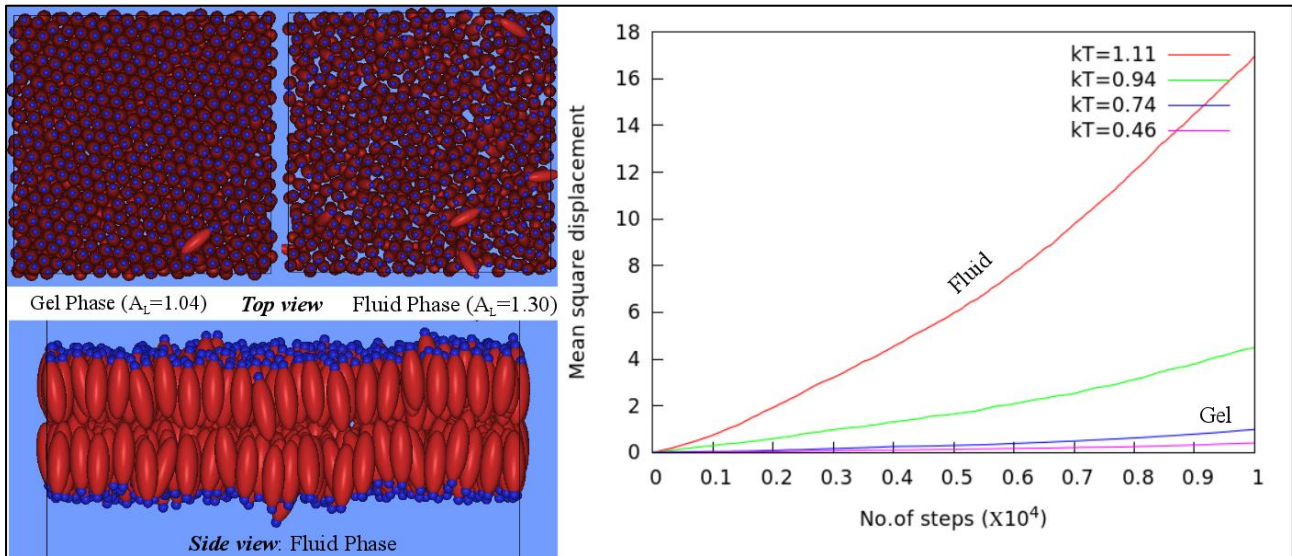 Gel Phase (A_L=1.04) Top view Fluid Phase (A_L=1.30)
Side view: Fluid Phase
Mean square displacement
18
16
14
12
10
8
6
4
2
0
kT=1.11
kT=0.94
kT=0.74
kT=0.46
Fluid
Gel
0 0.1 0.2 0.3 0.4 0.5 0.6 0.7 0.8 0.9 1
No.of steps (X10⁴)